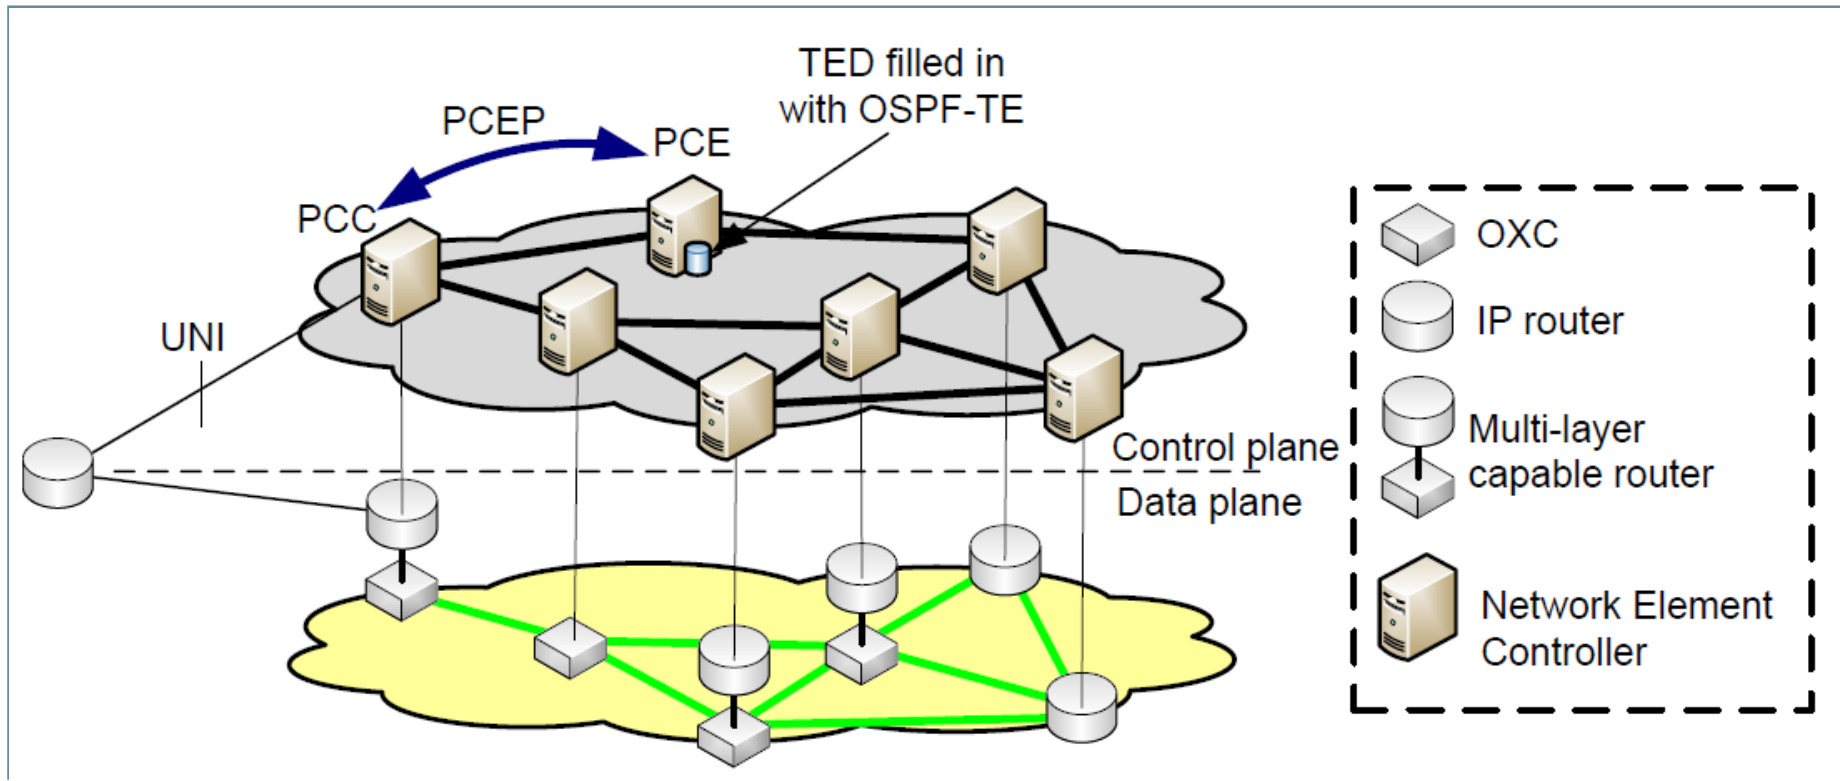 TED filled in
with OSPF-TE
PCEP
PCE
PCC
UNI
Control plane
Data plane
OXC
IP router
Multi-layer
capable router
Network Element
Controller